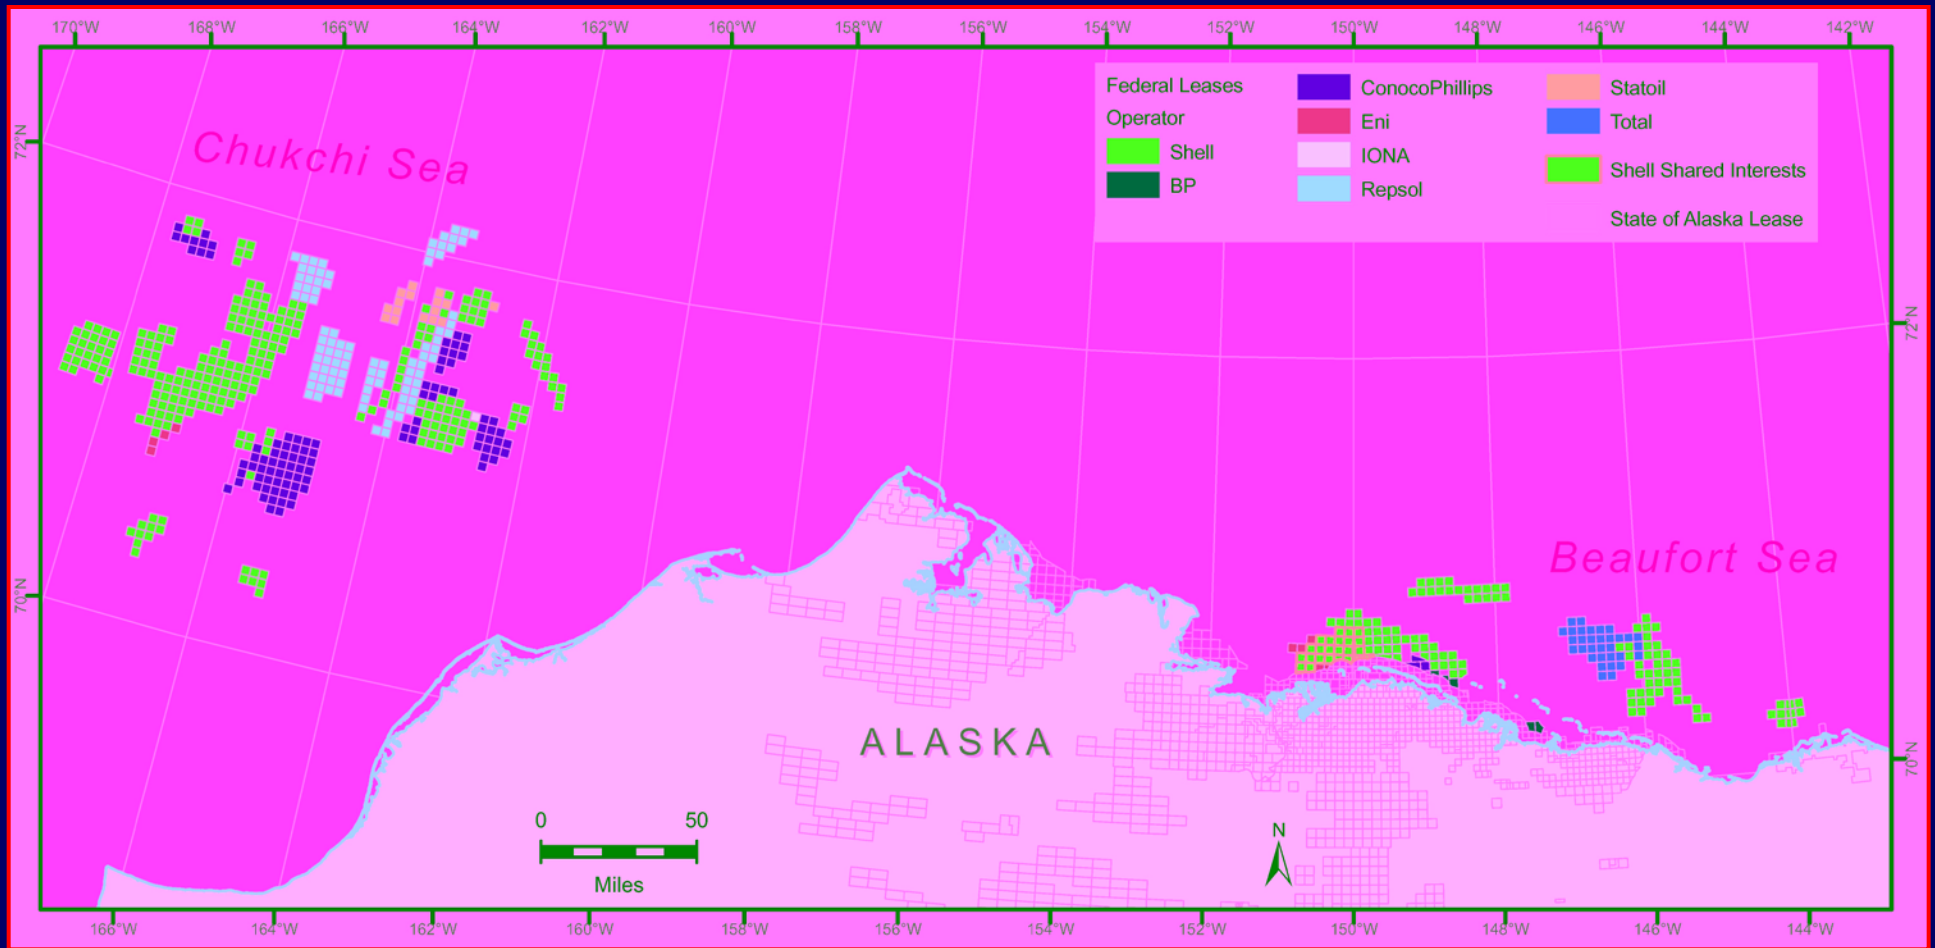 170°W 168°W 166°W 164°W 162°W 160°W 158°W 156°W 154°W 152°W 150°W 148°W 146°W 144°W 142°W
Federal Leases
Operator
Shell
BP
ConocoPhillips
Eni
IONA
Repsol
Statoil
Total
Shell Shared Interests
State of Alaska Lease
72°N
Chukchi Sea
72°N
Beaufort Sea
70°N
ALASKA
70°N
0 50
Miles
N
166°W 164°W 162°W 160°W 158°W 156°W 154°W 152°W 150°W 148°W 146°W 144°W